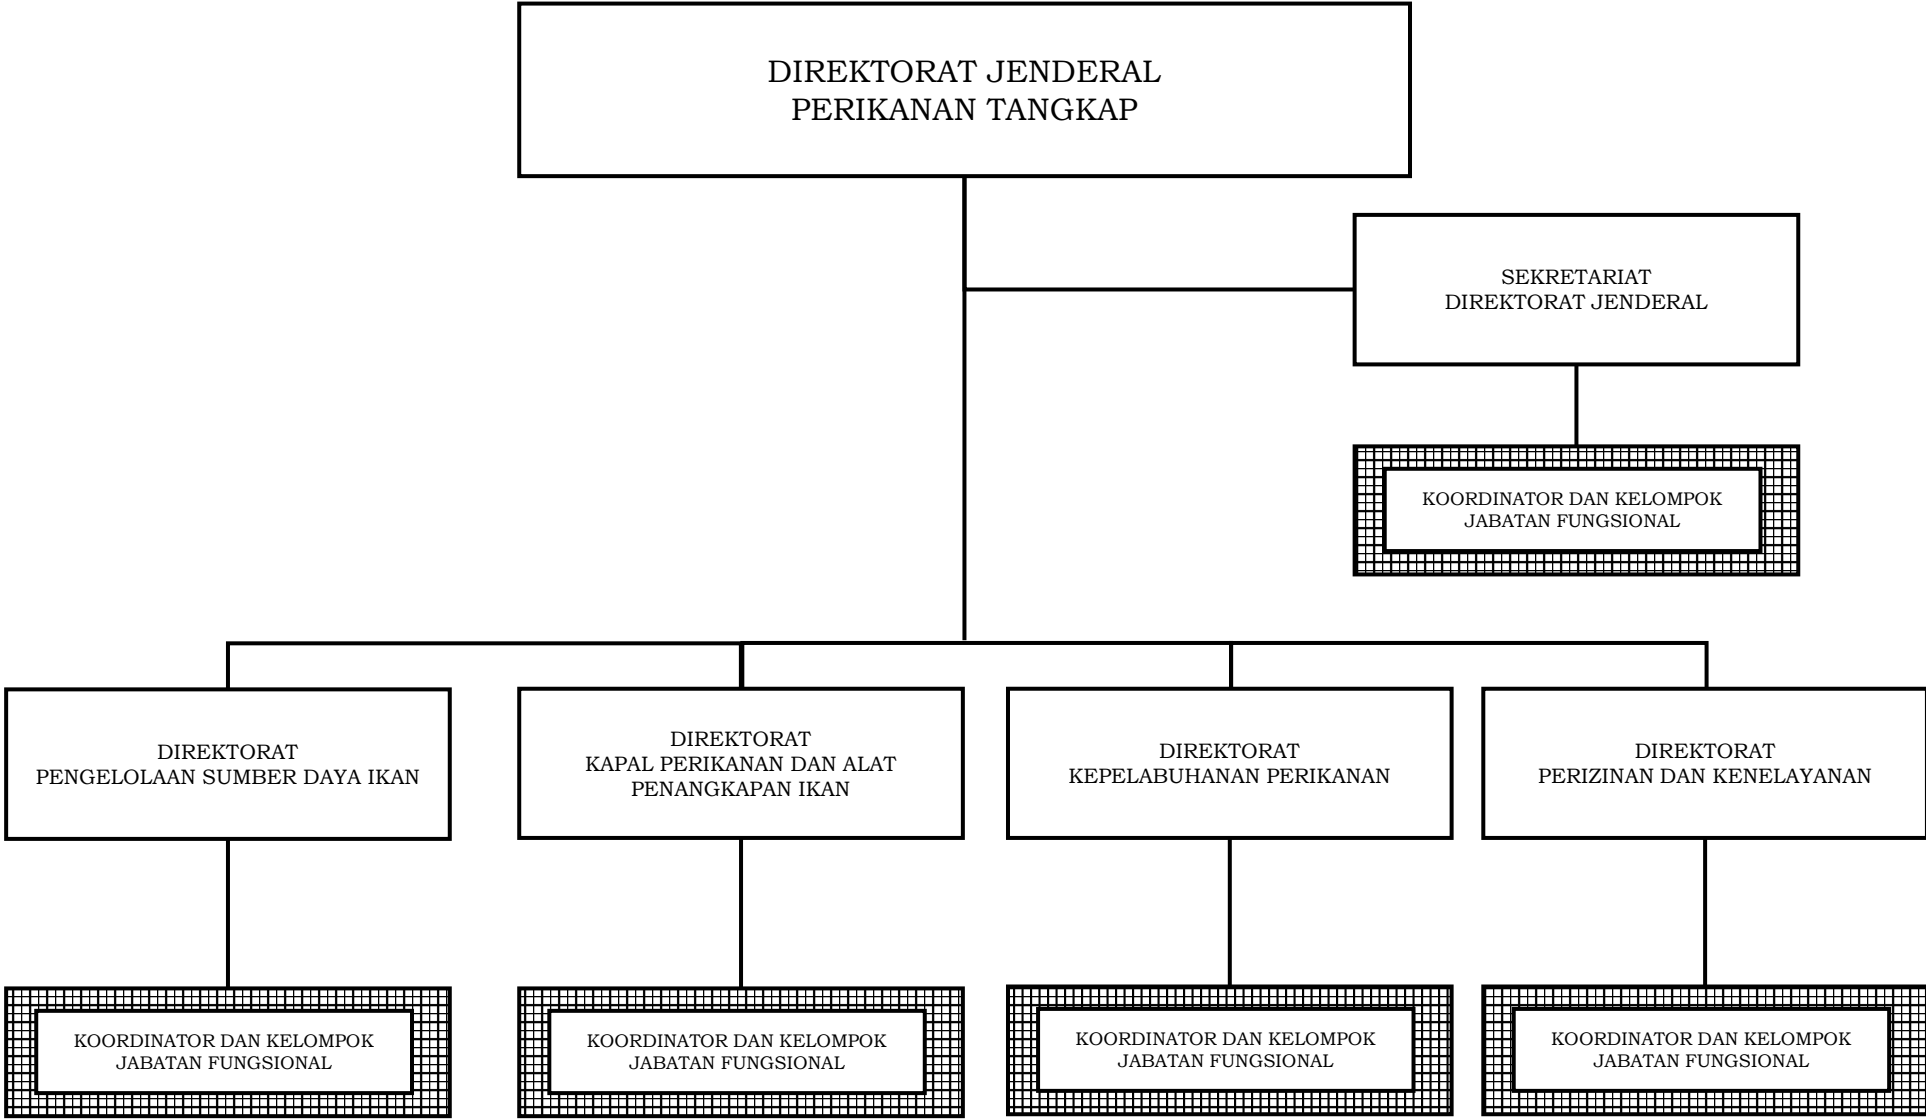 DIREKTORAT JENDERAL
PERIKANAN TANGKAP
SEKRETARIAT
DIREKTORAT JENDERAL
KOORDINATOR DAN KELOMPOK
JABATAN FUNGSIONAL
DIREKTORAT
PENGELOLAAN SUMBER DAYA IKAN
DIREKTORAT
KAPAL PERIKANAN DAN ALAT
PENANGKAPAN IKAN
DIREKTORAT
KEPELABUHANAN PERIKANAN
DIREKTORAT
PERIZINAN DAN KENELAYANAN
KOORDINATOR DAN KELOMPOK
JABATAN FUNGSIONAL
KOORDINATOR DAN KELOMPOK
JABATAN FUNGSIONAL
KOORDINATOR DAN KELOMPOK
JABATAN FUNGSIONAL
KOORDINATOR DAN KELOMPOK
JABATAN FUNGSIONAL